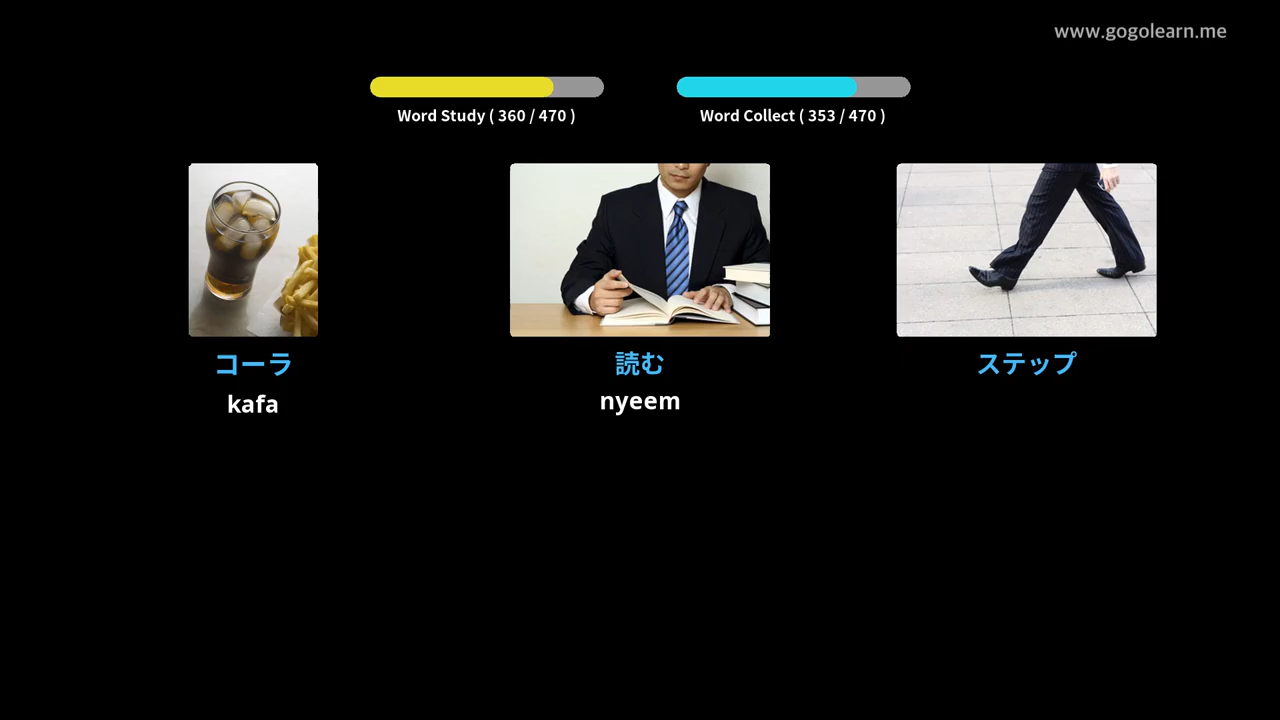 www.gogolearn.me
Word Study ( 360 / 470 )
Word Collect ( 353 / 470 )
コーラ
kafa
読む
nyeem
ステップ